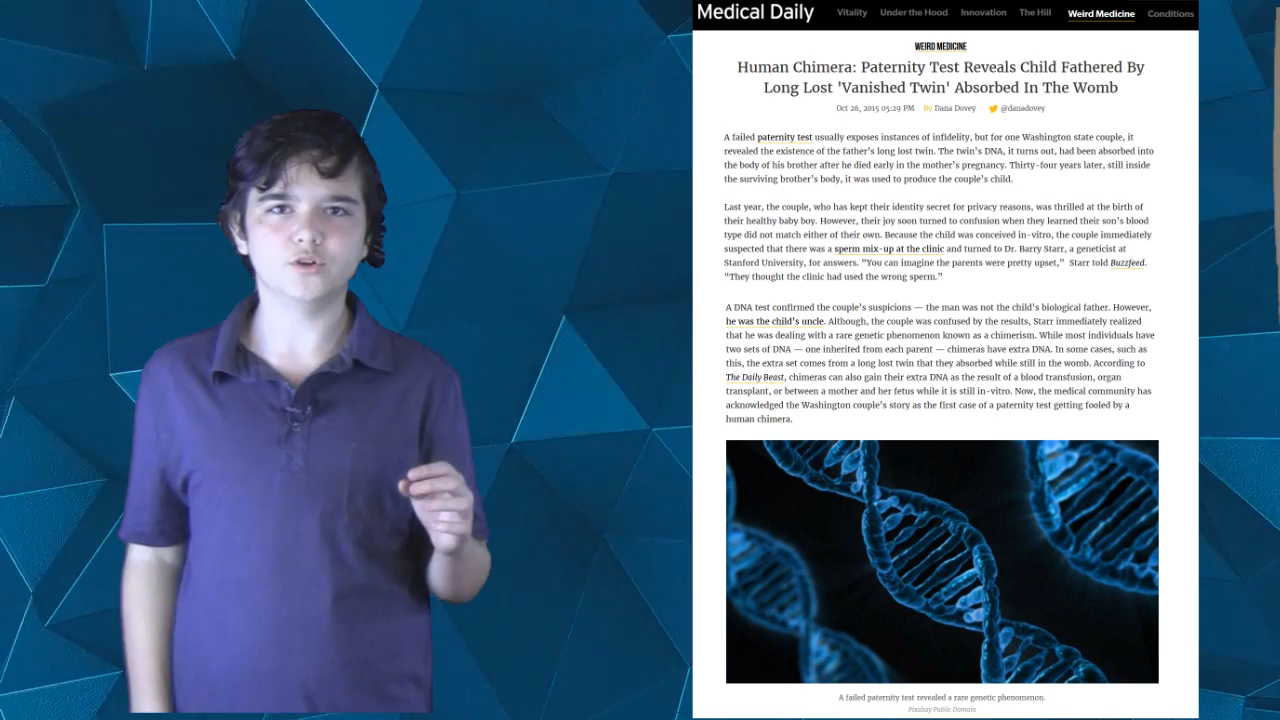 Medical Daily
Vitality Under the Hood Innovation The Hill Weird Medicine Conditions
WEIRD MEDICINE
Human Chimera: Paternity Test Reveals Child Fathered By
Long Lost 'Vanished Twin' Absorbed In The Womb
Oct 26, 2015 05:29 PM By Dana Dovey @danadovey
A failed paternity test usually exposes instances of infidelity, but for one Washington state couple, it
revealed the existence of the father's long lost twin. The twin's DNA, it turns out, had been absorbed into
the body of his brother after he died early in the mother's pregnancy. Thirty-four years later, still inside
the surviving brother's body, it was used to produce the couple's child.
Last year, the couple, who has kept their identity secret for privacy reasons, was thrilled at the birth of
their healthy baby boy. However, their joy soon turned to confusion when they learned their son's blood
type did not match either of their own. Because the child was conceived in-vitro, the couple immediately
suspected that there was a sperm mix-up at the clinic and turned to Dr. Barry Starr, a geneticist at
Stanford University, for answers. “You can imagine the parents were pretty upset,” Starr told Buzzfeed.
“They thought the clinic had used the wrong sperm.”
A DNA test confirmed the couple's suspicions — the man was not the child's biological father. However,
he was the child's uncle. Although, the couple was confused by the results, Starr immediately realized
that he was dealing with a rare genetic phenomenon known as a chimerism. While most individuals have
two sets of DNA — one inherited from each parent — chimeras have extra DNA. In some cases, such as
this, the extra set comes from a long lost twin that they absorbed while still in the womb. According to
The Daily Beast, chimeras can also gain their extra DNA as the result of a blood transfusion, organ
transplant, or between a mother and her fetus while it is still in-vitro. Now, the medical community has
acknowledged the Washington couple's story as the first case of a paternity test getting fooled by a
human chimera.
A failed paternity test revealed a rare genetic phenomenon.
Pixabay Public Domain